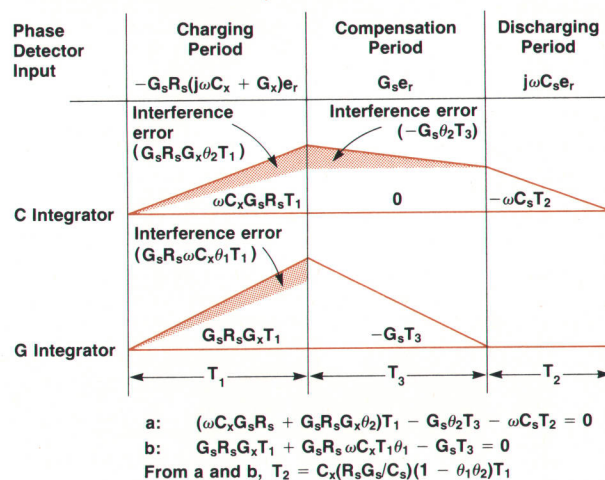 Phase Detector Input
Charging Period
Compensation Period
Discharging Period
−GₛRₛ(jωCₓ + Gₓ)eᵣ
Gₛeᵣ
jωCₛeᵣ
Interference error (GₛRₛGₓθ₂T₁)
Interference error (−Gₛθ₂T₃)
C Integrator
ωCₓGₛRₛT₁
0
−ωCₛT₂
Interference error (GₛRₛωCₓθ₁T₁)
G Integrator
GₛRₛGₓT₁
−GₛT₃
T₁
T₃
T₂
a: (ωCₓGₛRₛ + GₛRₛGₓθ₂)T₁ − Gₛθ₂T₃ − ωCₛT₂ = 0
b: GₛRₛGₓT₁ + GₛRₛωCₓT₁θ₁ − GₛT₃ = 0
From a and b, T₂ = Cₓ(RₛGₛ/Cₛ)(1 − θ₁θ₂)T₁